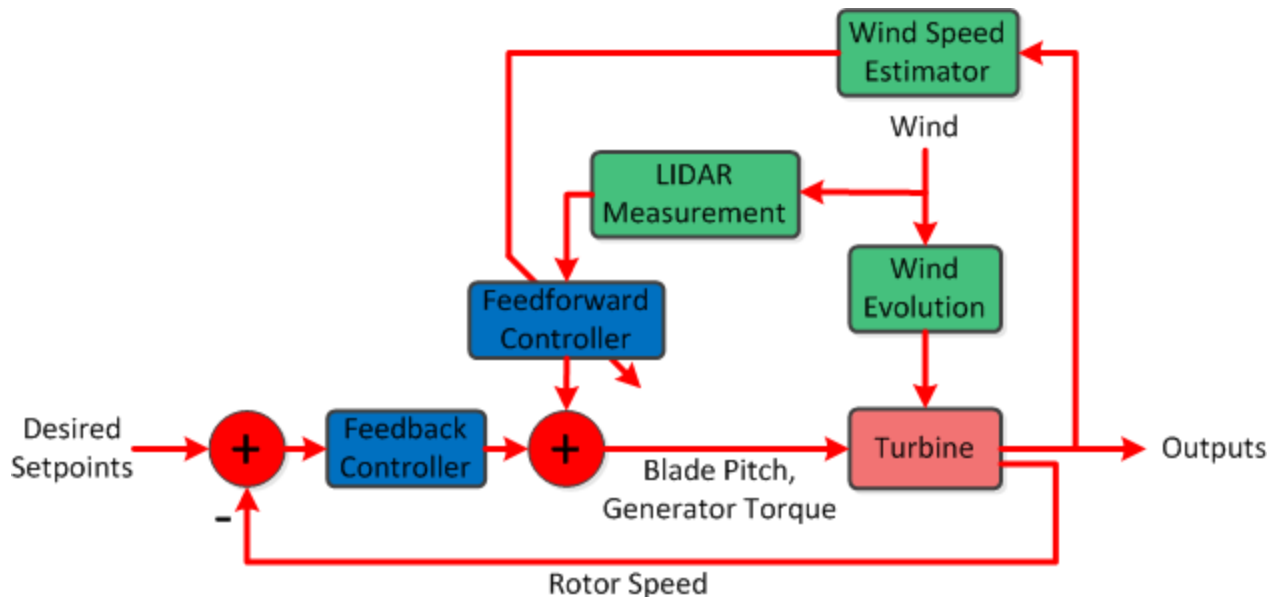 Wind Speed
Estimator
Wind
LIDAR
Measurement
Wind
Evolution
Feedforward
Controller
Desired
Setpoints
+
Feedback
Controller
+
Blade Pitch,
Generator Torque
Turbine
Outputs
-
Rotor Speed